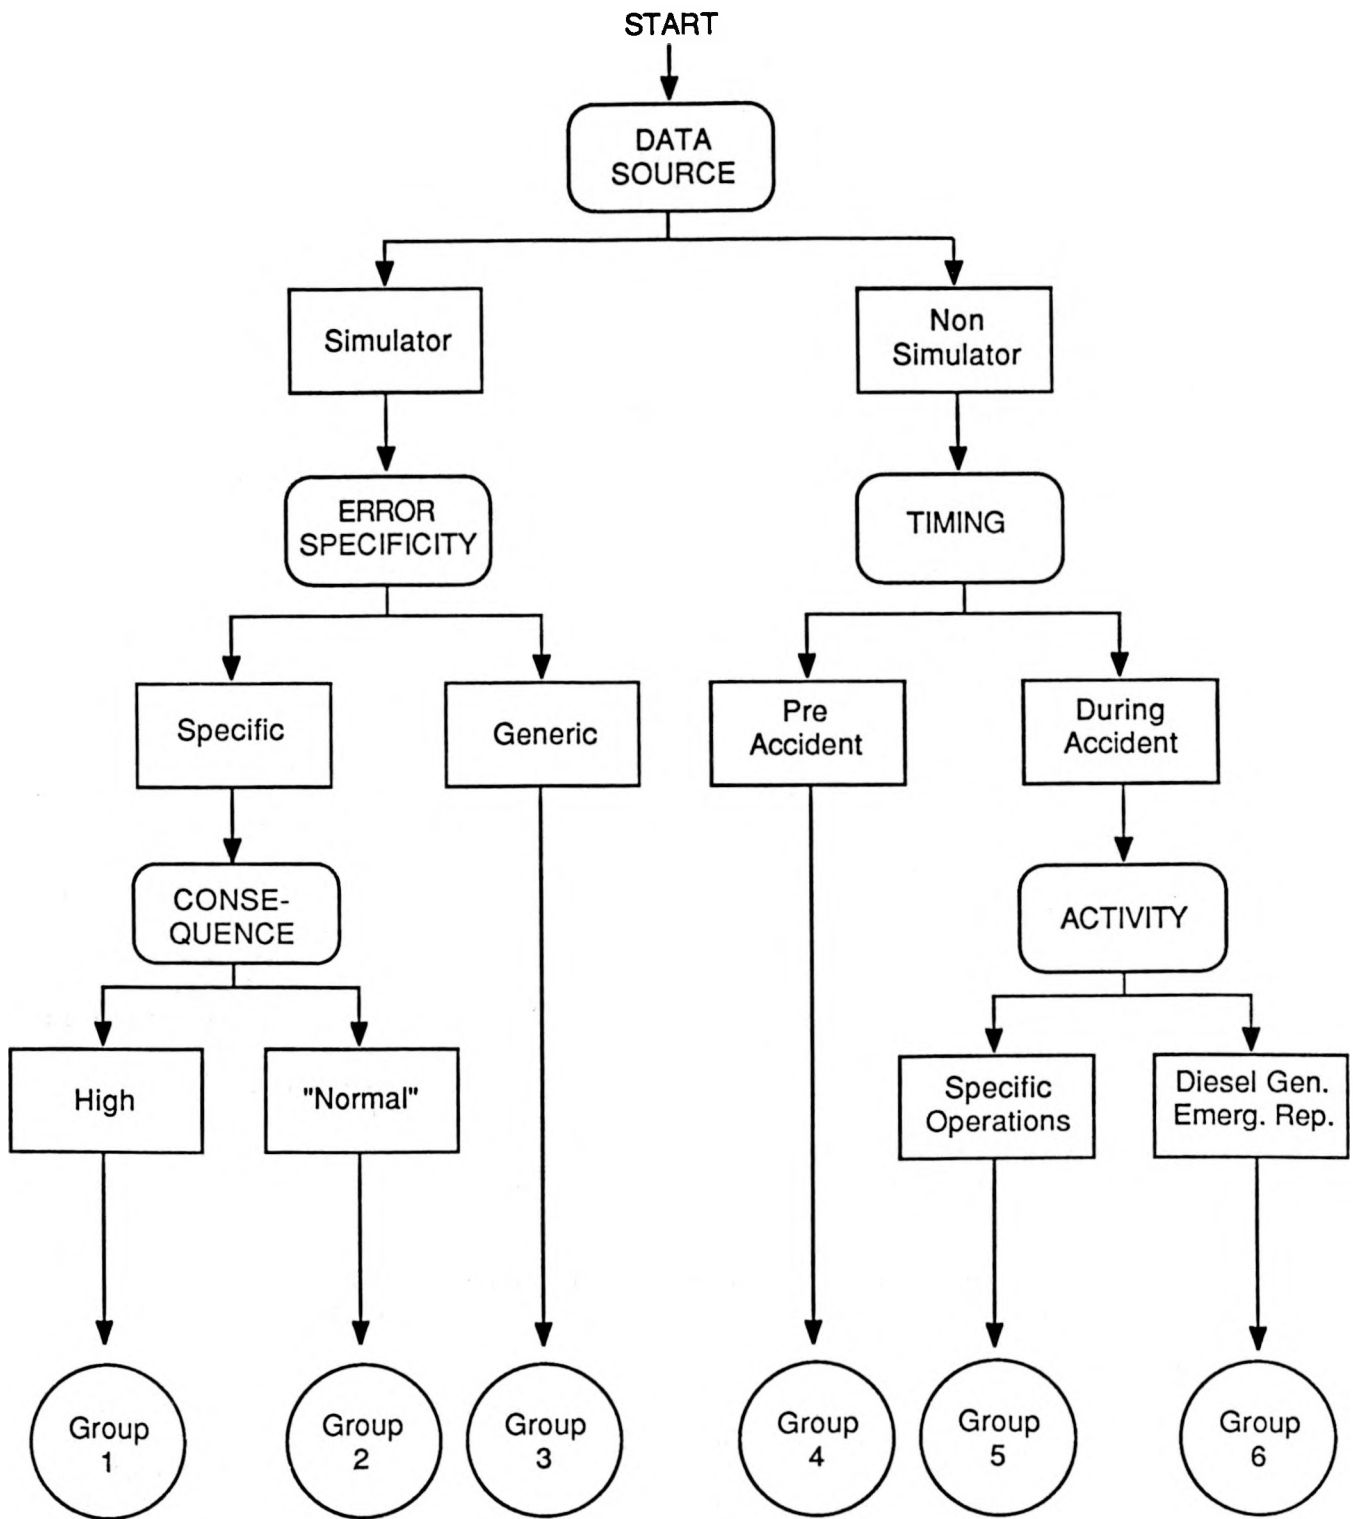 START
DATA
SOURCE
Simulator
Non
Simulator
ERROR
SPECIFICITY
TIMING
Specific
Generic
Pre
Accident
During
Accident
CONSE-
QUENCE
ACTIVITY
High
"Normal"
Specific
Operations
Diesel Gen.
Emerg. Rep.
Group
1
Group
2
Group
3
Group
4
Group
5
Group
6